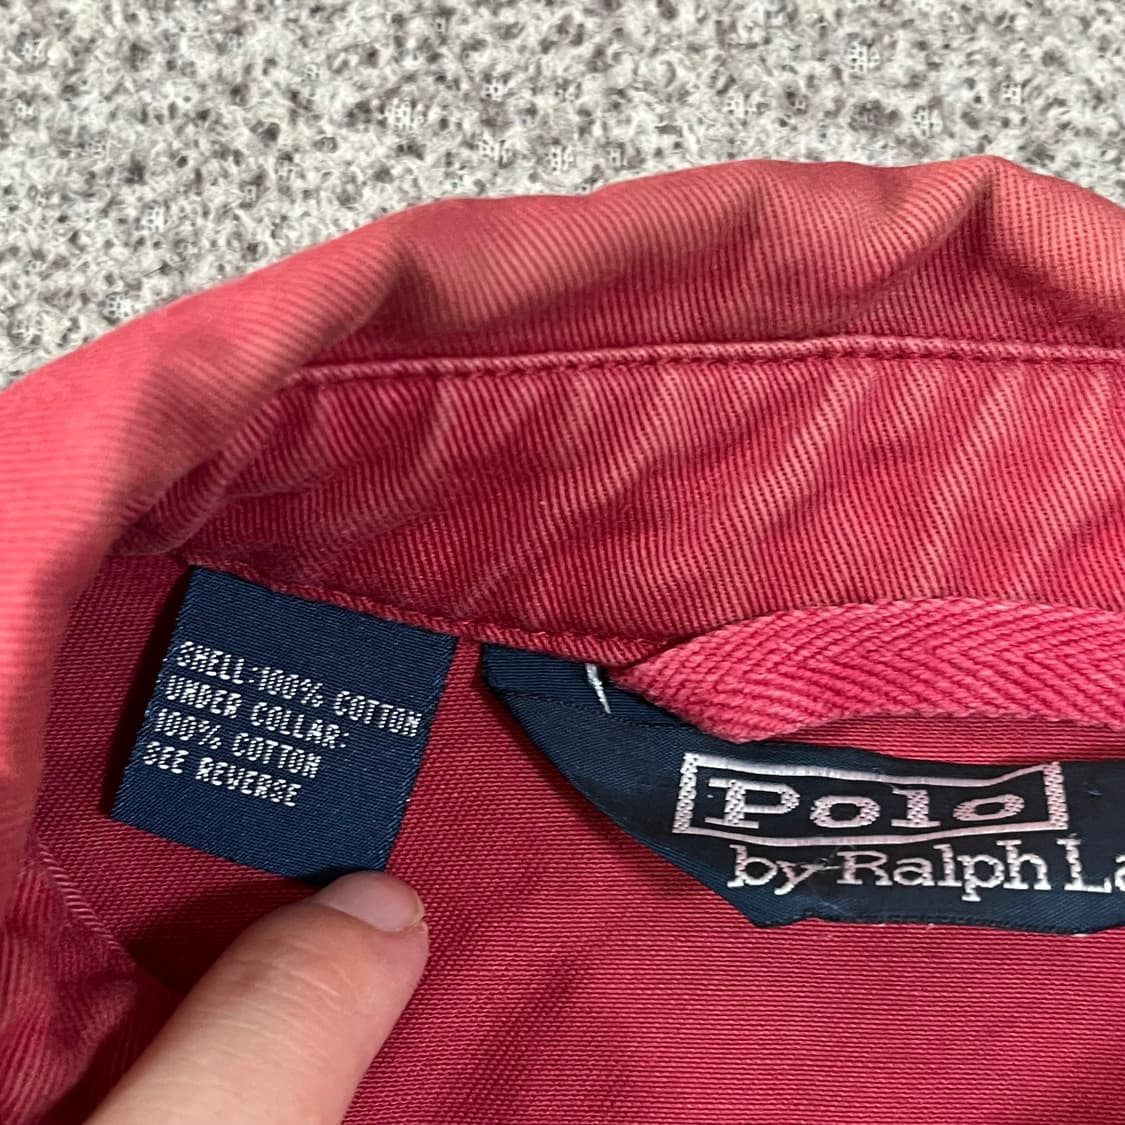 SHELL:100% COTTON
UNDER COLLAR:
100% COTTON
SEE REVERSE
Polo
by Ralph La